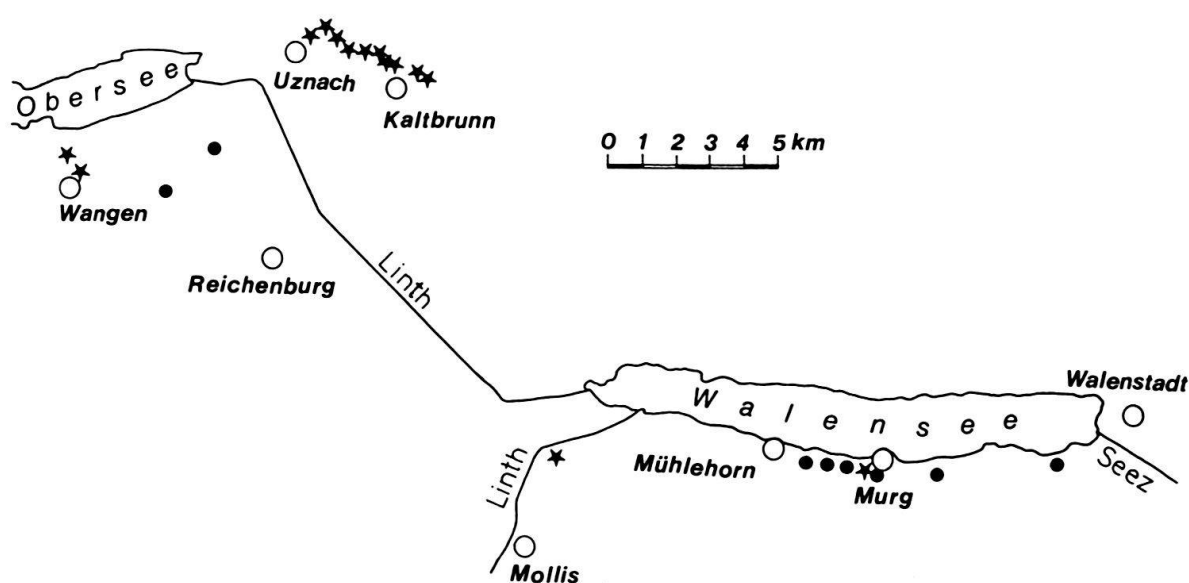 Obersee
Uznach
Kaltbrunn
0 1 2 3 4 5 km
Wangen
Reichenburg
Linth
Walensee
Walenstadt
Mühlehorn
Murg
Seez
Linth
Mollis